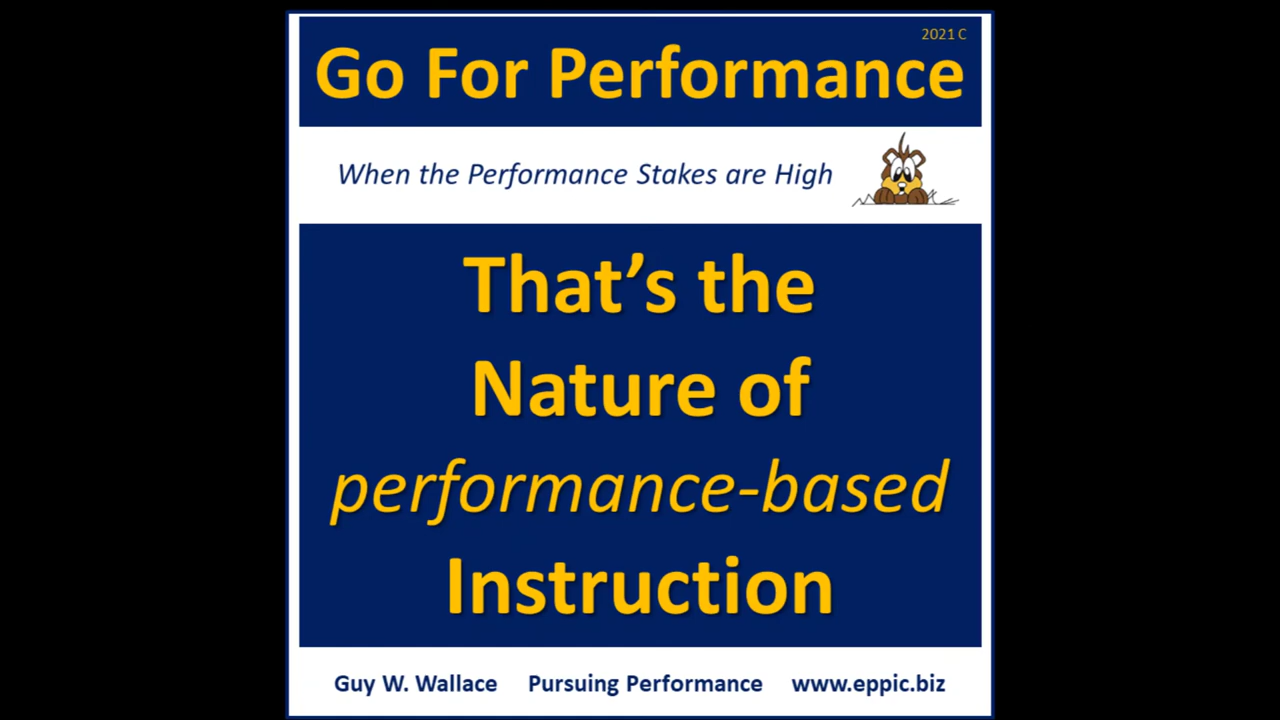 2021 C
Go For Performance
When the Performance Stakes are High
That’s the
Nature of
performance-based
Instruction
Guy W. Wallace Pursuing Performance www.eppic.biz